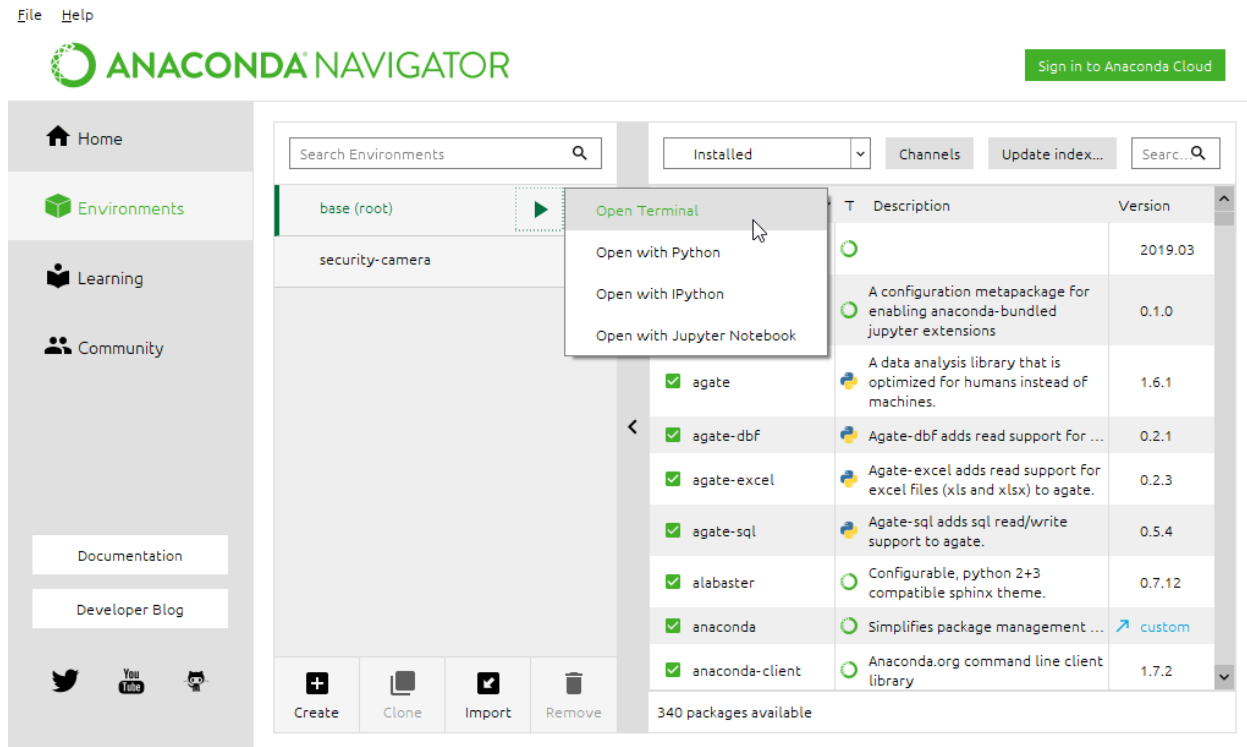 File Help
ANACONDA NAVIGATOR
Sign in to Anaconda Cloud
Home
Environments
Learning
Community
Documentation
Developer Blog
You
Tube
Search Environments
base (root)
security-camera
Open Terminal
Open with Python
Open with IPython
Open with Jupyter Notebook
Create Clone Import Remove
Installed Channels Update index... Searc...
T Description Version
2019.03
A configuration metapackage for
enabling anaconda-bundled 0.1.0
jupyter extensions
A data analysis library that is
agate optimized for humans instead of 1.6.1
machines.
agate-dbf Agate-dbf adds read support for ... 0.2.1
agate-excel Agate-excel adds read support for 0.2.3
excel files (xls and xlsx) to agate.
agate-sql Agate-sql adds sql read/write 0.5.4
support to agate.
alabaster Configurable, python 2+3 0.7.12
compatible sphinx theme.
anaconda Simplifies package management ... custom
anaconda-client Anaconda.org command line client 1.7.2
library
340 packages available